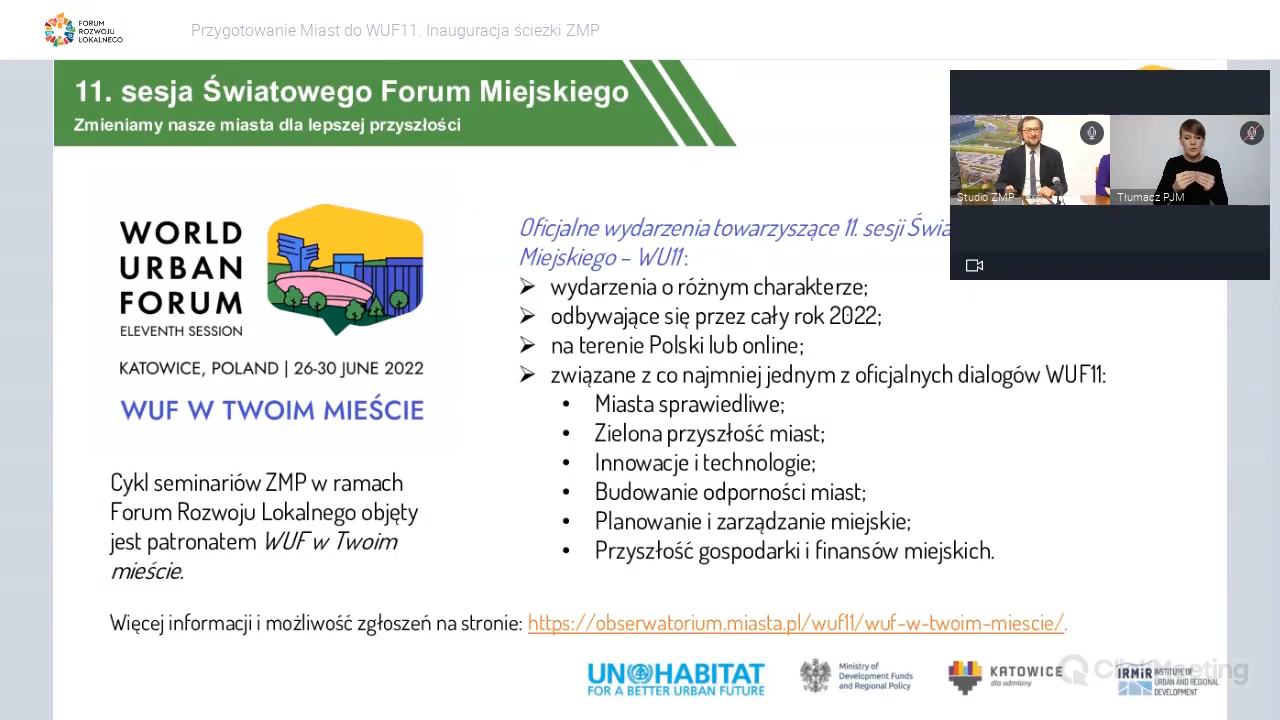 FORUM
ROZWOJU
LOKALNEGO
Przygotowanie Miast do WUF11. Inauguracja ścieżki ZMP
11. sesja Światowego Forum Miejskiego
Zmieniamy nasze miasta dla lepszej przyszłości
Studio ZMP
Tłumacz PJM
WORLD
URBAN
FORUM
ELEVENTH SESSION
KATOWICE, POLAND | 26-30 JUNE 2022
WUF W TWOIM MIEŚCIE
Cykl seminariów ZMP w ramach
Forum Rozwoju Lokalnego objęty
jest patronatem WUF w Twoim
mieście.
Oficjalne wydarzenia towarzyszące 11. sesji
Miejskiego – WU11:
➢ wydarzenia o różnym charakterze;
➢ odbywające się przez cały rok 2022;
➢ na terenie Polski lub online;
➢ związane z co najmniej jednym z oficjalnych dialogów WUF11:
• Miasta sprawiedliwe;
• Zielona przyszłość miast;
• Innowacje i technologie;
• Budowanie odporności miast;
• Planowanie i zarządzanie miejskie;
• Przyszłość gospodarki i finansów miejskich.
Więcej informacji i możliwość zgłoszeń na stronie: https://obserwatorium.miasta.pl/wuf11/wuf-w-twoim-miescie/.
UN HABITAT
FOR A BETTER URBAN FUTURE
Ministry of
Development Funds
and Regional Policy
KATOWICE
dla odmiany
ClickMeeting
IRMIR
INSTITUTE OF
URBAN AND REGIONAL
DEVELOPMENT